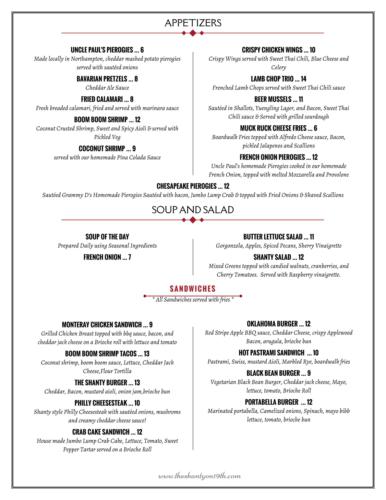 APPETIZERS
UNCLE PAUL'S PIEROGIES ... 6
Made locally in Northampton, cheddar mashed potato pierogies
served with sautéed onions
BAVARIAN PRETZELS ... 8
Cheddar Ale Sauce
FRIED CALAMARI ... 8
Fresh breaded calamari, fried and served with marinara sauce
BOOM BOOM SHRIMP ... 12
Coconut Crusted Shrimp, Sweet and Spicy Aioli & served with
Pickled Veg
COCONUT SHRIMP ... 9
served with our homemade Pina Colada Sauce
CRISPY CHICKEN WINGS ... 10
Crispy Wings served with Sweet Thai Chili, Blue Cheese and
Celery
LAMB CHOP TRIO ... 14
Frenched Lamb Chops served with Sweet Thai Chili sauce
BEER MUSSELS ... 11
Sautéed in Shallots, Yuengling Lager, and Bacon, Sweet Thai
Chili sauce & Served with grilled sourdough
MUCK RUCK CHEESE FRIES ... 6
Boardwalk Fries topped with Alfredo Cheese sauce, Bacon,
pickled Jalapenos and Scallions
FRENCH ONION PIEROGIES ... 12
Uncle Paul's homemade Pierogies cooked in our homemade
French Onion, topped with melted Mozzarella and Provolone
CHESAPEAKE PIEROGIES ... 12
Sautéed Grammy D's Homemade Pierogies Sautéed with bacon, Jumbo Lump Crab & topped with Fried Onions & Shaved Scallions
SOUP AND SALAD
SOUP OF THE DAY
Prepared Daily using Seasonal Ingredients
FRENCH ONION ... 7
BUTTER LETTUCE SALAD ... 11
Gorgonzola, Apples, Spiced Pecans, Sherry Vinaigrette
SHANTY SALAD ... 12
Mixed Greens topped with candied walnuts, cranberries, and
Cherry Tomatoes. Served with Raspberry vinaigrette.
SANDWICHES
* All Sandwiches served with fries *
MONTERAY CHICKEN SANDWICH ... 9
Grilled Chicken Breast topped with bbq sauce, bacon, and
cheddar jack cheese on a Brioche roll with lettuce and tomato
BOOM BOOM SHRIMP TACOS ... 13
Coconut shrimp, boom boom sauce, Lettuce, Cheddar Jack
Cheese,Flour Tortilla
THE SHANTY BURGER ... 13
Cheddar, Bacon, mustard aioli, onion jam,brioche bun
PHILLY CHEESESTEAK ... 10
Shanty style Philly Cheesesteak with sautéed onions, mushrooms
and creamy cheddar cheese sauce!
CRAB CAKE SANDWICH ... 12
House made Jumbo Lump Crab Cake, Lettuce, Tomato, Sweet
Pepper Tartar served on a Brioche Roll
OKLAHOMA BURGER ... 12
Red Stripe Apple BBQ sauce, Cheddar Cheese, crispy Applewood
Bacon, arugula, brioche bun
HOT PASTRAMI SANDWICH ... 10
Pastrami, Swiss, mustard Aioli, Marbled Rye, boardwalk fries
BLACK BEAN BURGER ... 9
Vegetarian Black Bean Burger, Cheddar jack cheese, Mayo,
lettuce, tomato, Brioche Roll
PORTABELLA BURGER ... 12
Marinated portabella, Camelized onions, Spinach, mayo bibb
lettuce, tomato, brioche bun
www.theshantyon19th.com